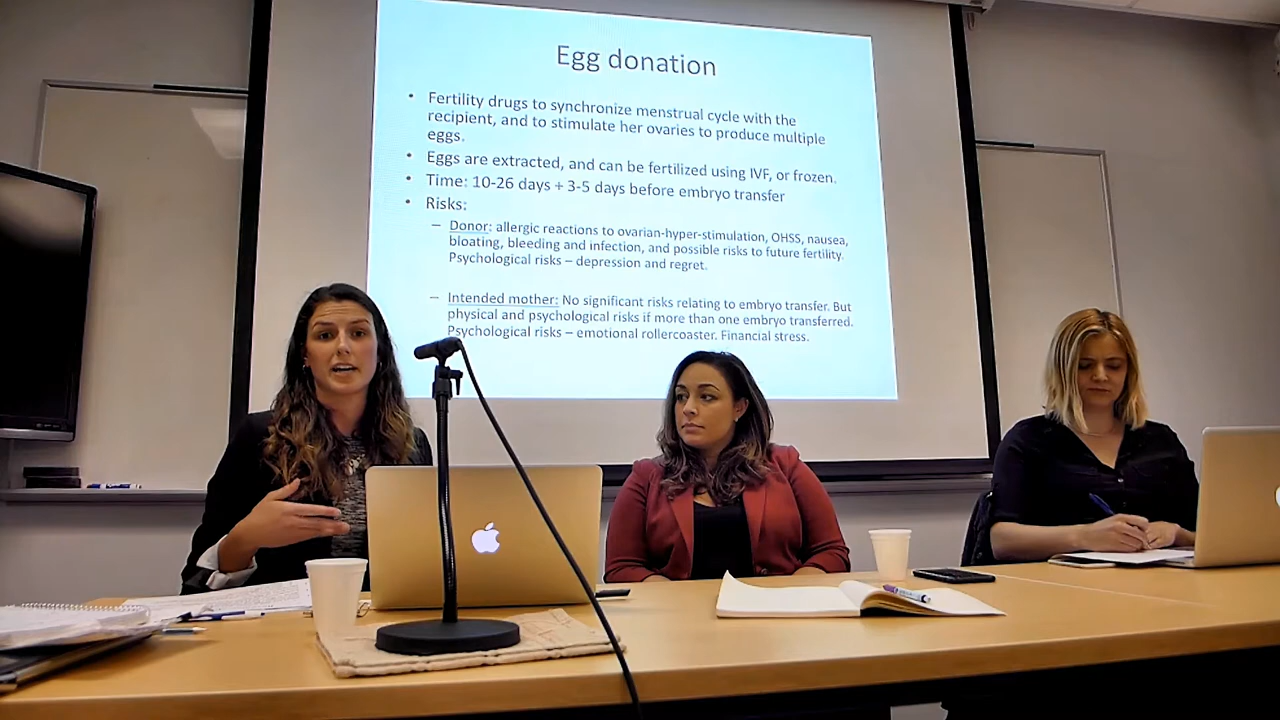 Egg donation
• Fertility drugs to synchronize menstrual cycle with the
recipient, and to stimulate her ovaries to produce multiple
eggs.
• Eggs are extracted, and can be fertilized using IVF, or frozen.
• Time: 10-26 days + 3-5 days before embryo transfer
• Risks:
– Donor: allergic reactions to ovarian-hyper-stimulation, OHSS, nausea,
bloating, bleeding and infection, and possible risks to future fertility.
Psychological risks – depression and regret.
– Intended mother: No significant risks relating to embryo transfer. But
physical and psychological risks if more than one embryo transferred.
Psychological risks – emotional rollercoaster. Financial stress.